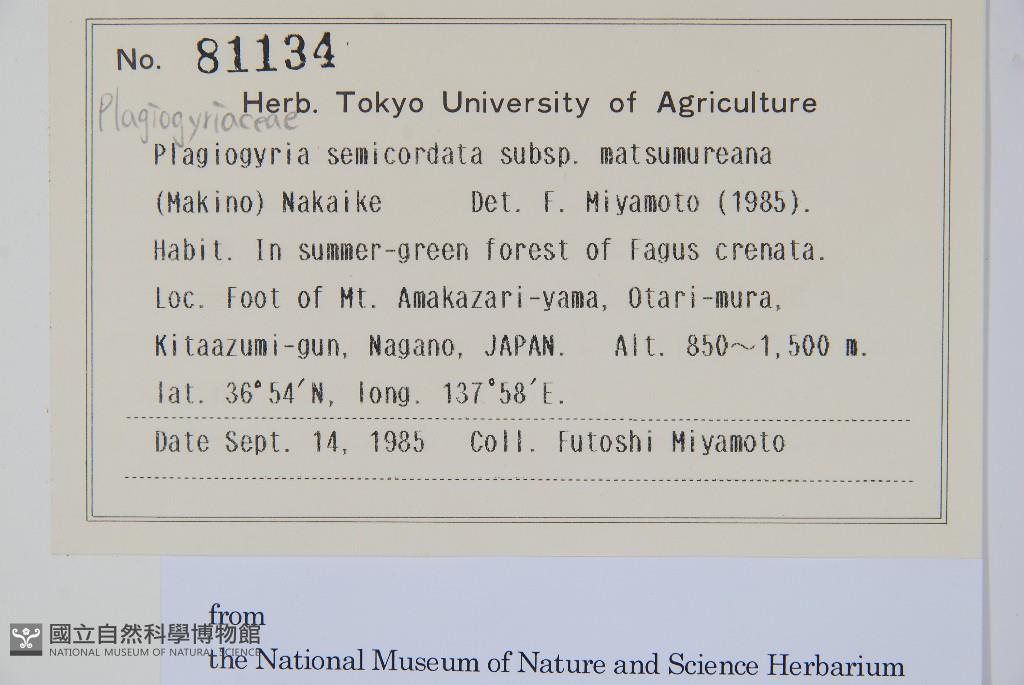 No. 81134
Herb. Tokyo University of Agriculture
Plagiogyriaceae
Plagiogyria semicordata subsp. matsumureana
(Makino) Nakaike Det. F. Miyamoto (1985).
Habit. In summer-green forest of Fagus crenata.
Loc. Foot of Mt. Amakazari-yama, Otari-mura,
Kitaazumi-gun, Nagano, JAPAN. Alt. 850～1,500 m.
lat. 36°54′N, long. 137°58′E.
Date Sept. 14, 1985 Coll. Futoshi Miyamoto
from
the National Museum of Nature and Science Herbarium
國立自然科學博物館
NATIONAL MUSEUM OF NATURAL SCIENCE